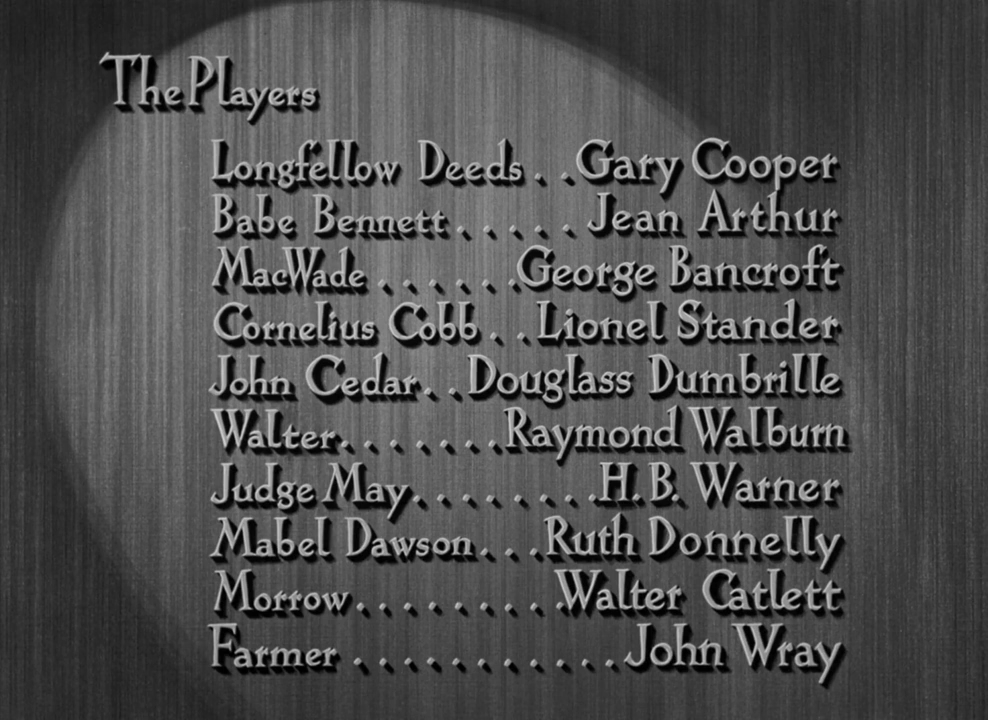 The Players
Longfellow Deeds . . Gary Cooper
Babe Bennett . . . . . Jean Arthur
MacWade . . . . . . George Bancroft
Cornelius Cobb . . Lionel Stander
John Cedar . . Douglass Dumbrille
Walter . . . . . . . Raymond Walburn
Judge May . . . . . . . . H. B. Warner
Mabel Dawson . . . Ruth Donnelly
Morrow . . . . . . . . . Walter Catlett
Farmer . . . . . . . . . . . . John Wray